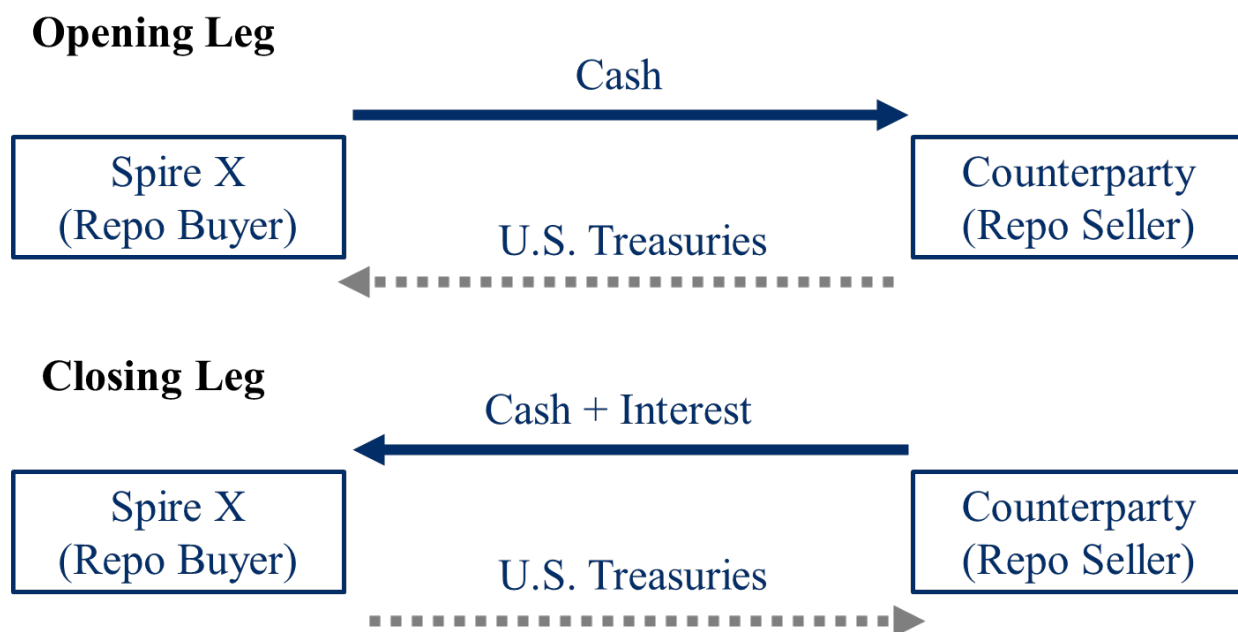 Opening Leg
Cash
Spire X
(Repo Buyer)
Counterparty
(Repo Seller)
U.S. Treasuries
Closing Leg
Cash + Interest
Spire X
(Repo Buyer)
Counterparty
(Repo Seller)
U.S. Treasuries